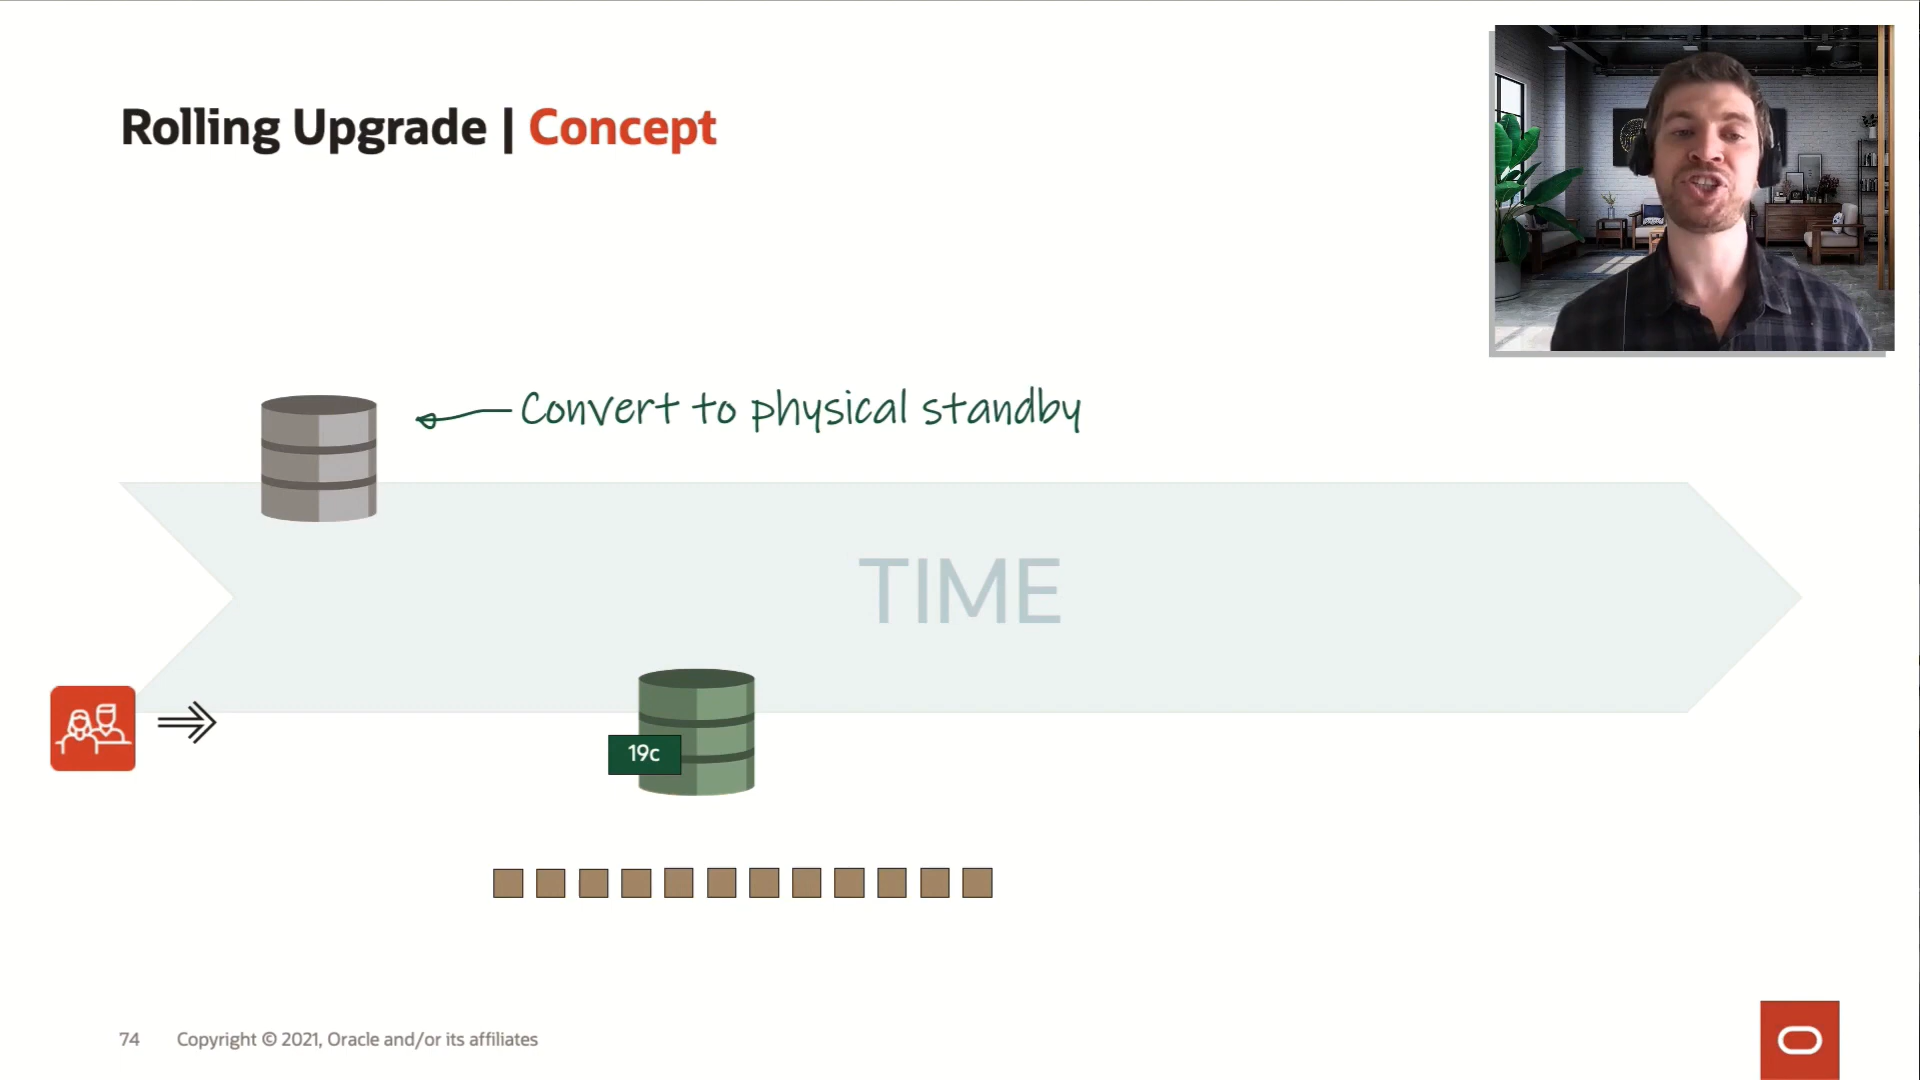 Rolling Upgrade | Concept
Convert to physical standby
TIME
19c
74 Copyright © 2021, Oracle and/or its affiliates